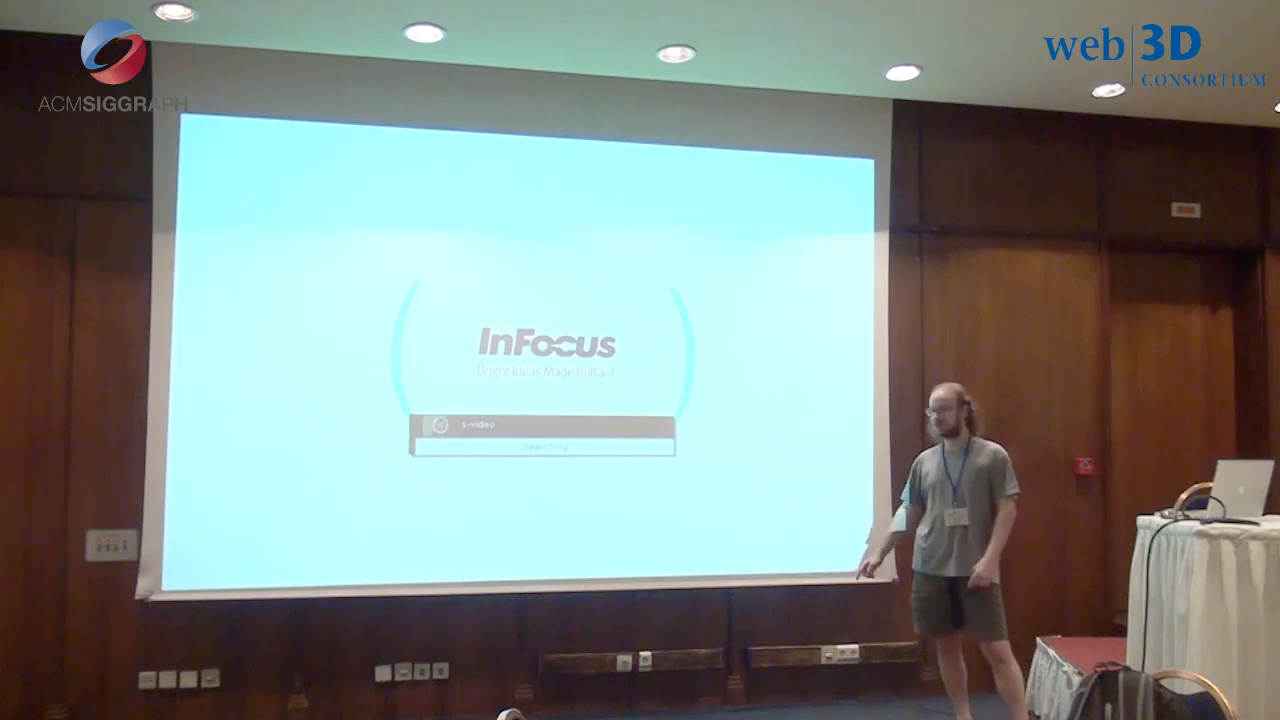 ACMSIGGRAPH
web 3D
CONSORTIUM
InFocus
Bright Ideas Made Brilliant
s-video
Searching